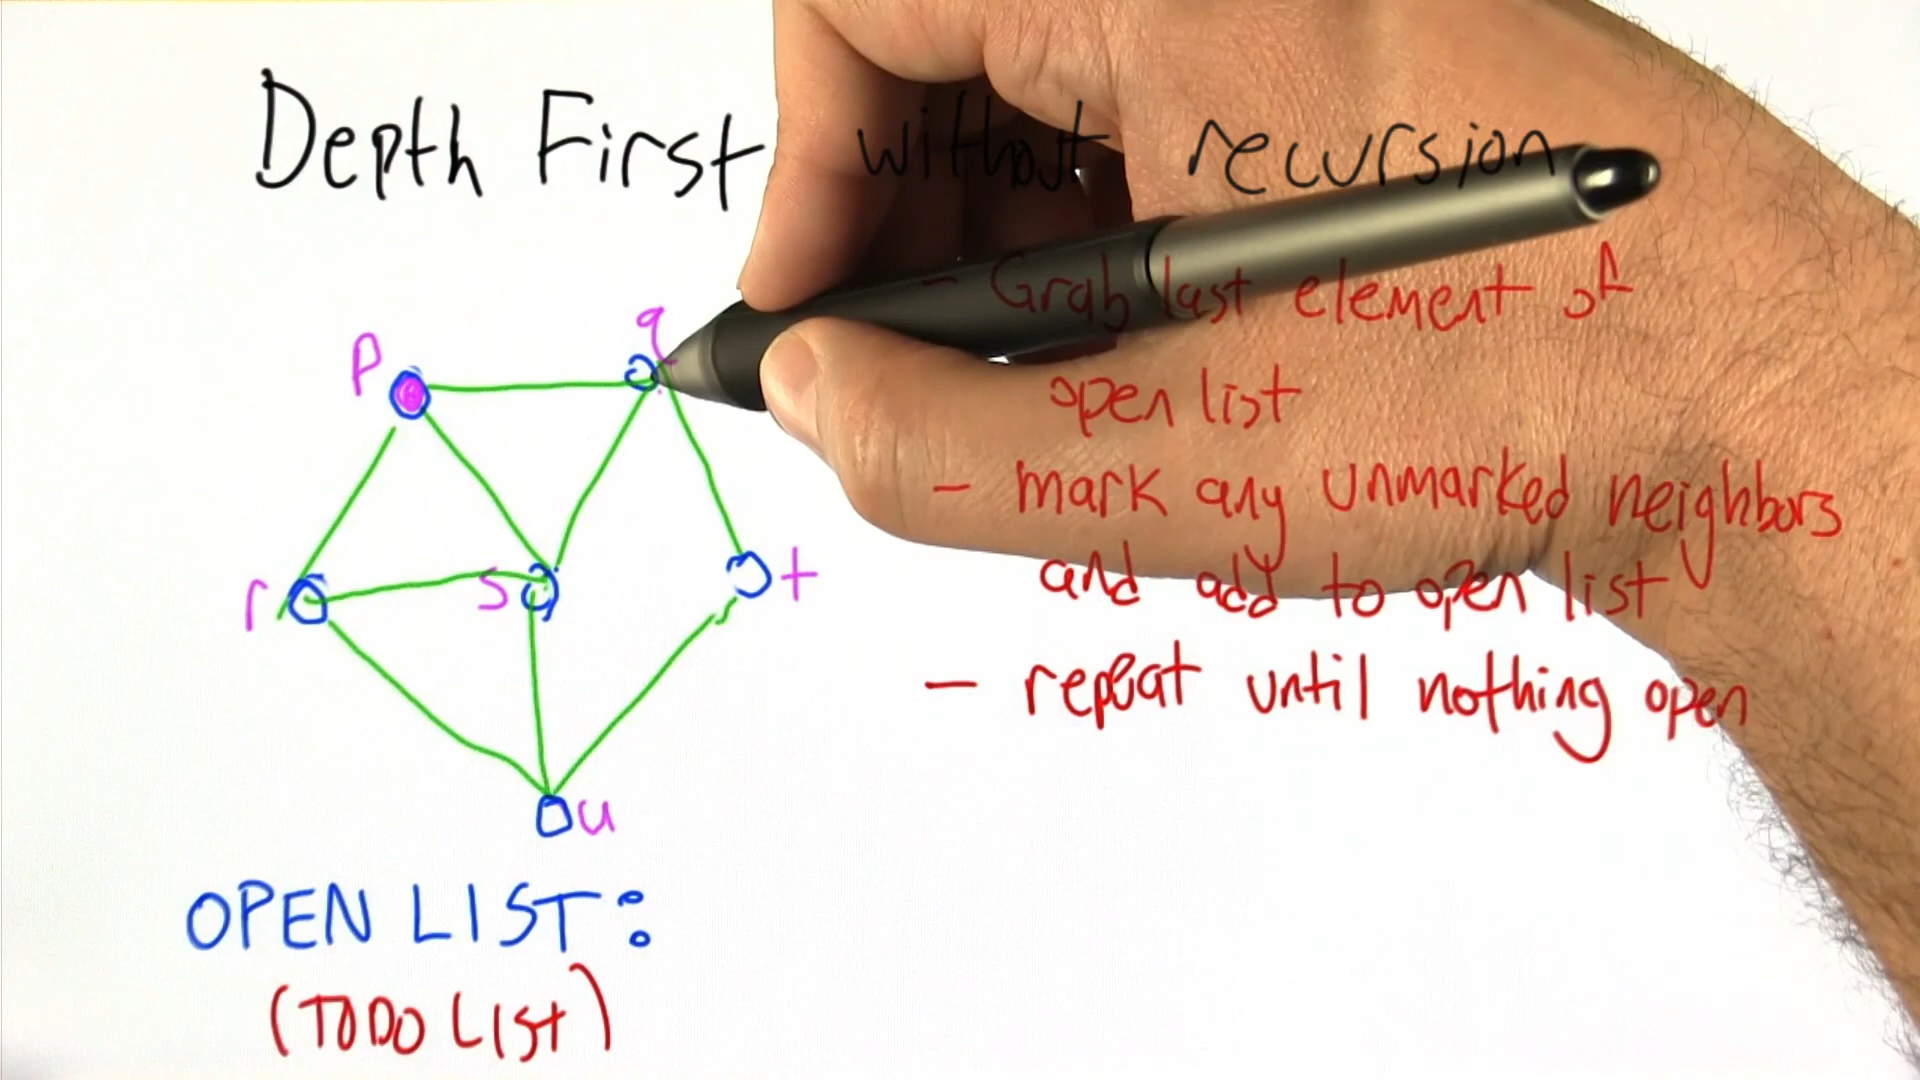 Depth First without recursion
- Grab last element of
open list
- mark any unmarked neighbors
and add to open list
- repeat until nothing open
p
q
r
s
t
u
OPEN LIST:
(TODO LIST)